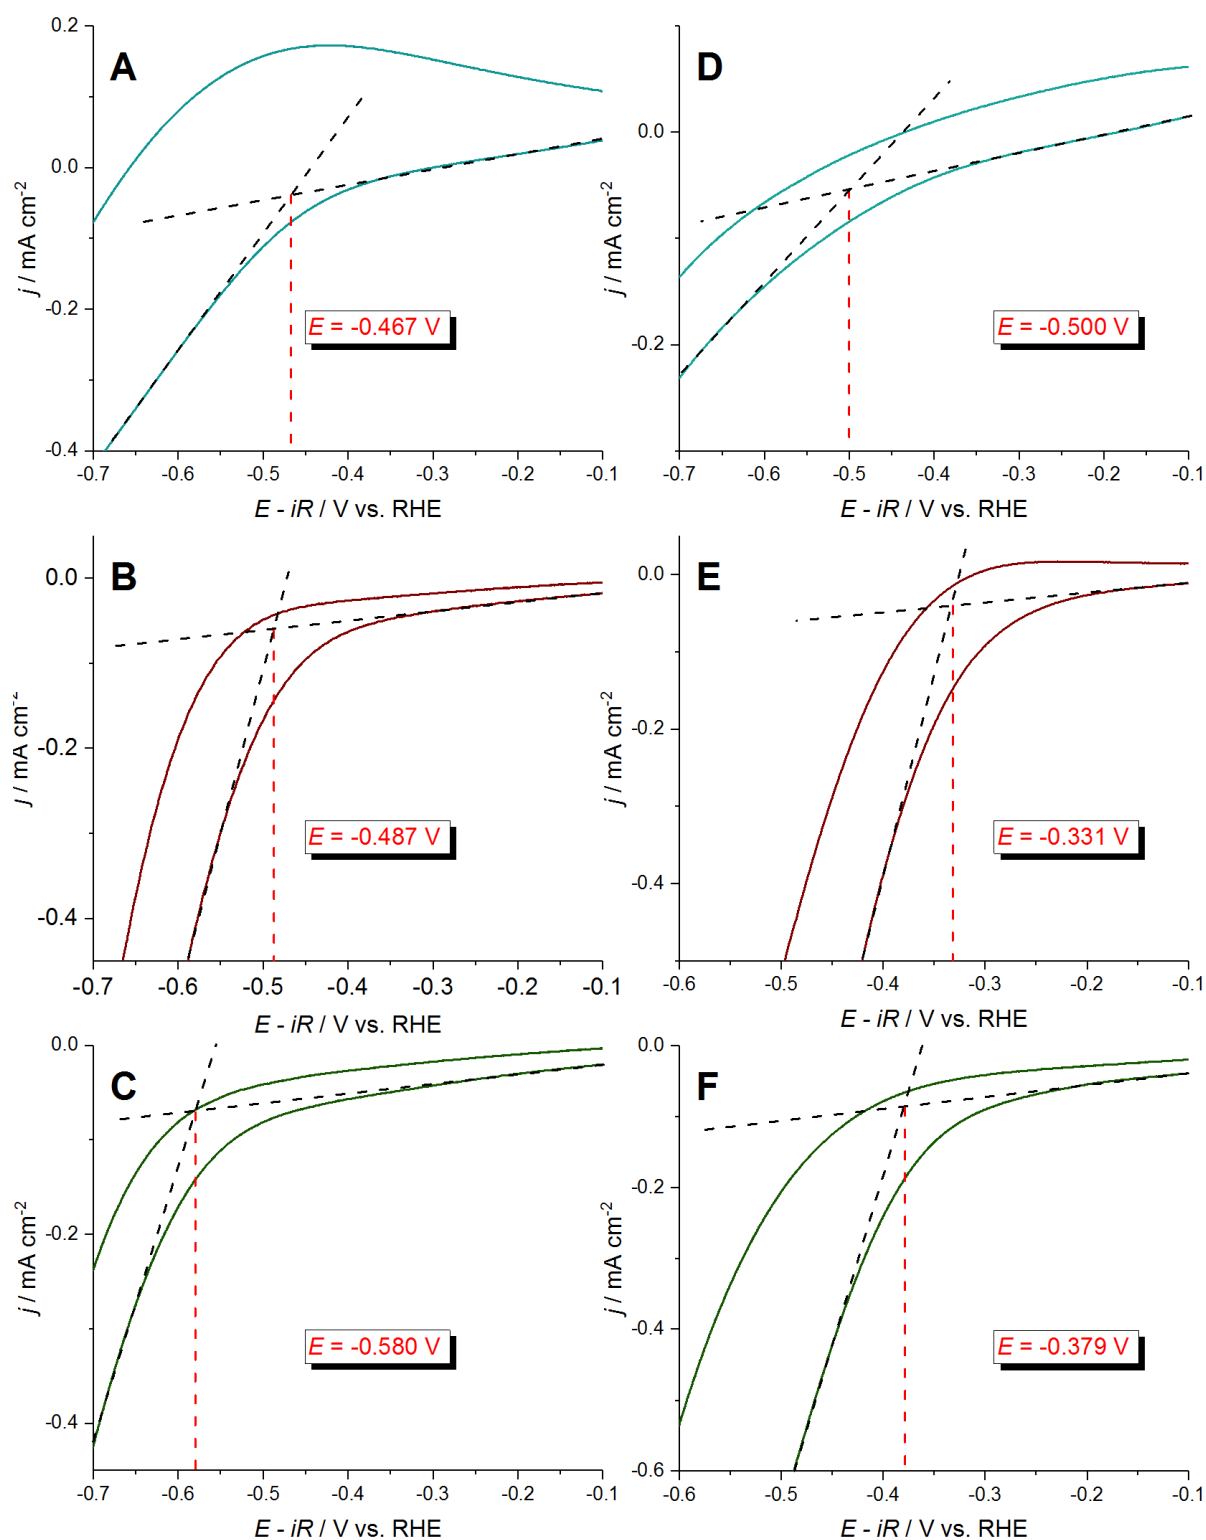 A
0.2
0.0
-0.2
-0.4
j / mA cm-2
E = -0.467 V
-0.7 -0.6 -0.5 -0.4 -0.3 -0.2 -0.1
E - iR / V vs. RHE
D
0.0
-0.2
j / mA cm-2
E = -0.500 V
-0.7 -0.6 -0.5 -0.4 -0.3 -0.2 -0.1
E - iR / V vs. RHE
B
0.0
-0.2
-0.4
j / mA cm-2
E = -0.487 V
-0.7 -0.6 -0.5 -0.4 -0.3 -0.2 -0.1
E - iR / V vs. RHE
E
0.0
-0.2
-0.4
j / mA cm-2
E = -0.331 V
-0.6 -0.5 -0.4 -0.3 -0.2 -0.1
E - iR / V vs. RHE
C
0.0
-0.2
-0.4
j / mA cm-2
E = -0.580 V
-0.7 -0.6 -0.5 -0.4 -0.3 -0.2 -0.1
E - iR / V vs. RHE
F
0.0
-0.2
-0.4
-0.6
j / mA cm-2
E = -0.379 V
-0.6 -0.5 -0.4 -0.3 -0.2 -0.1
E - iR / V vs. RHE